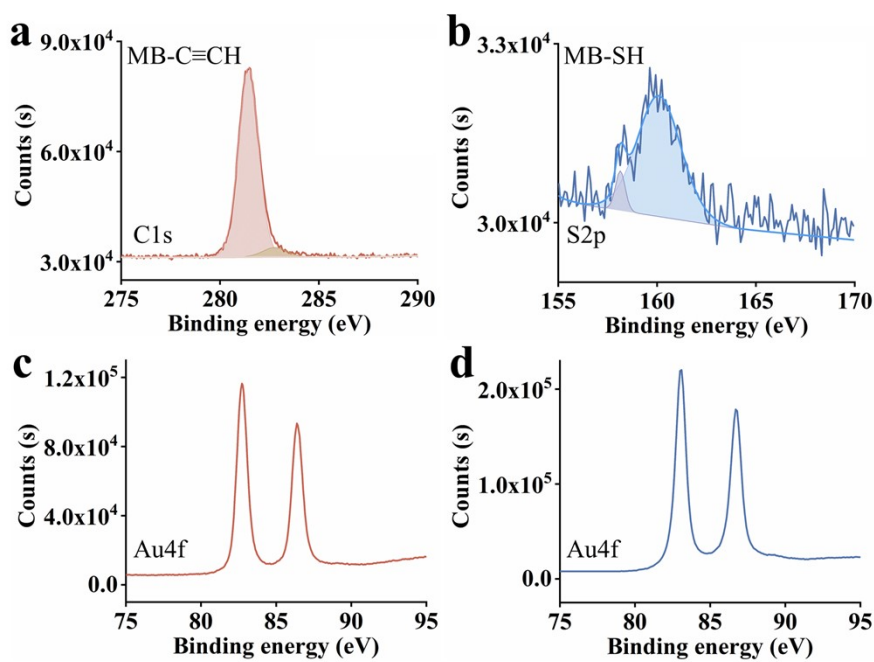 a
MB-C≡CH
9.0x10⁴
6.0x10⁴
3.0x10⁴
Counts (s)
C1s
275 280 285 290
Binding energy (eV)
b
MB-SH
3.3x10⁴
3.0x10⁴
Counts (s)
S2p
155 160 165 170
Binding energy (eV)
c
1.2x10⁵
8.0x10⁴
4.0x10⁴
0.0
Counts (s)
Au4f
75 80 85 90 95
Binding energy (eV)
d
2.0x10⁵
1.0x10⁵
0.0
Counts (s)
Au4f
75 80 85 90 95
Binding energy (eV)